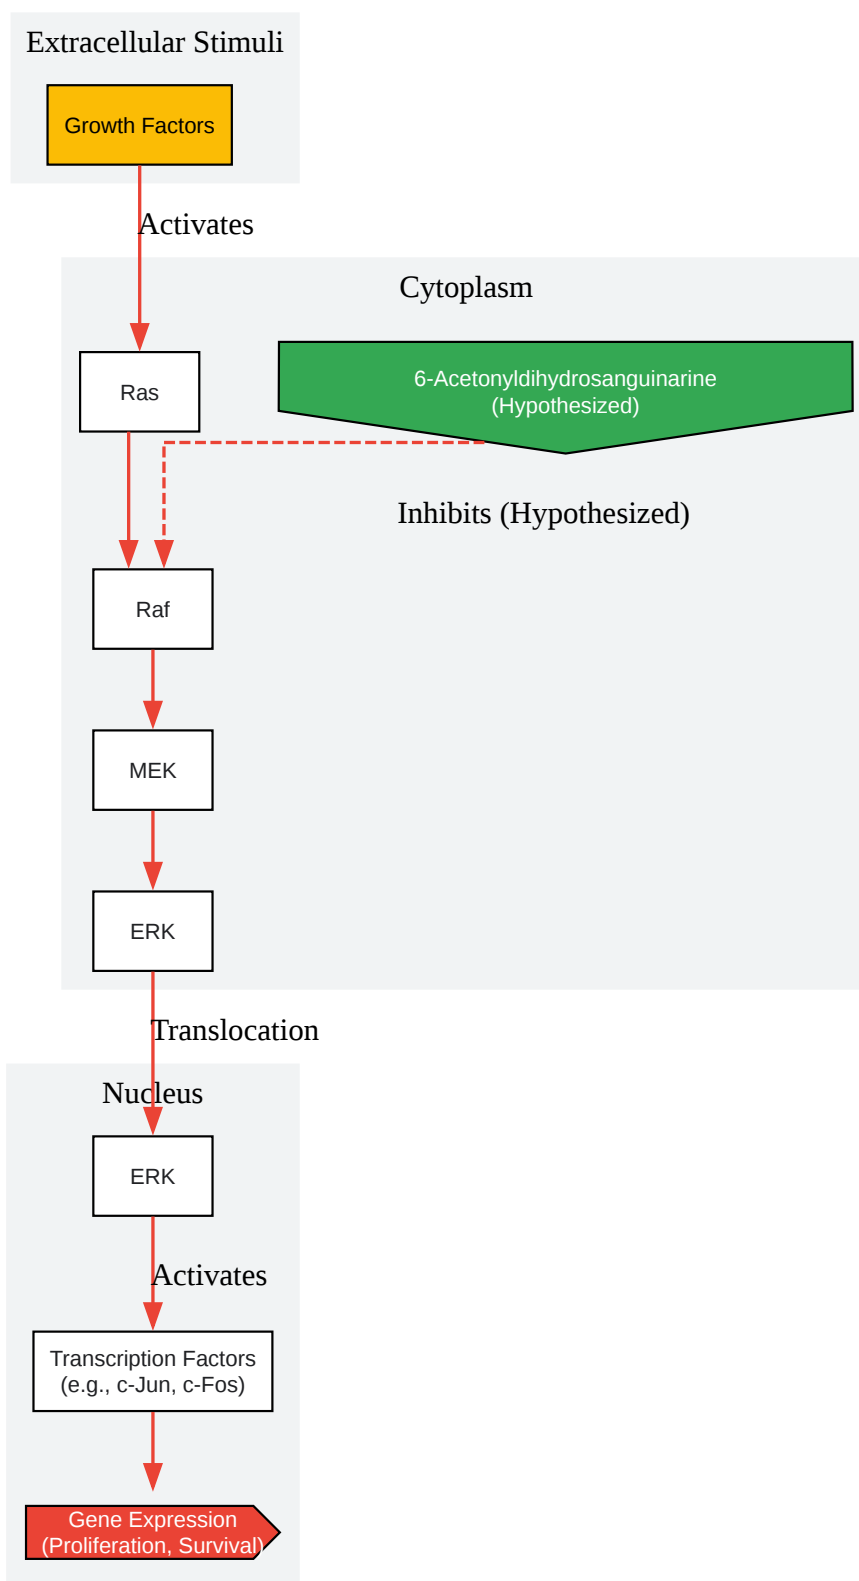 Extracellular Stimuli
Growth Factors
Activates
Cytoplasm
Ras
6-Acetonyldihydrosanguinarine
(Hypothesized)
Inhibits (Hypothesized)
Raf
MEK
ERK
Translocation
Nucleus
ERK
Activates
Transcription Factors
(e.g., c-Jun, c-Fos)
Gene Expression
(Proliferation, Survival)